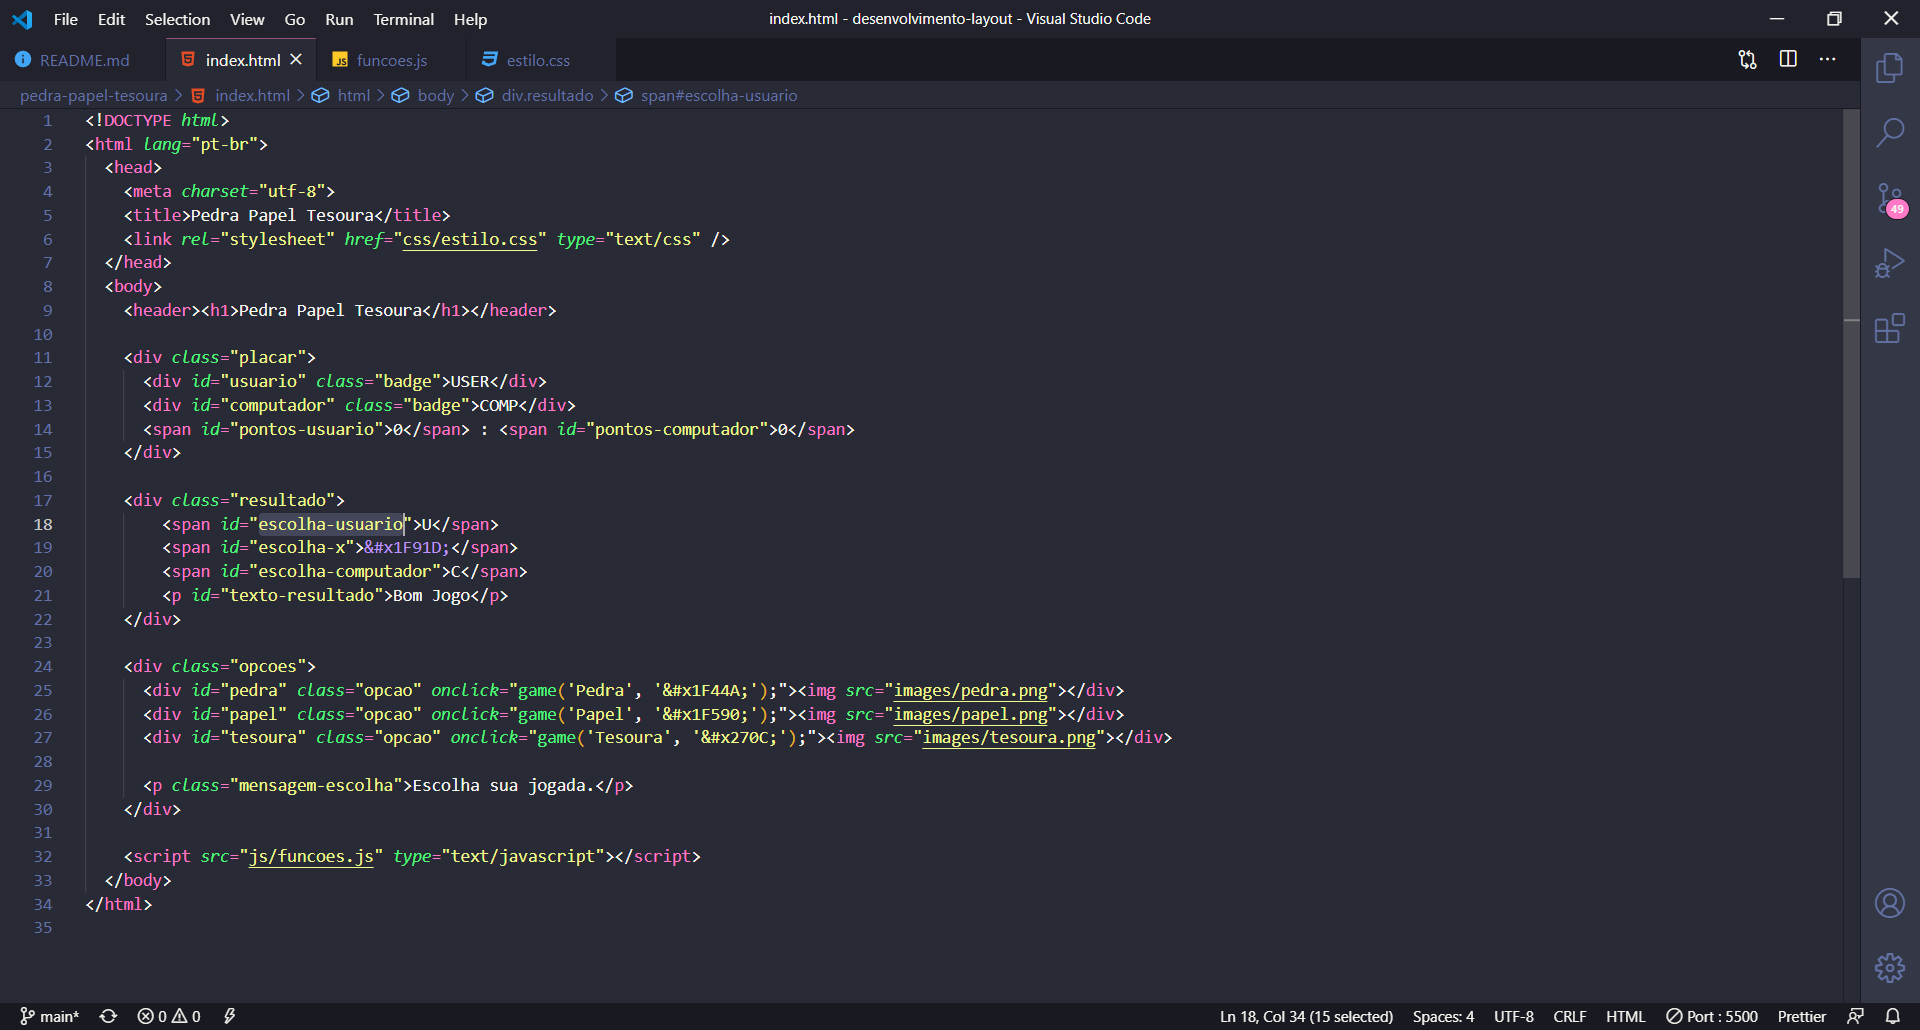 File Edit Selection View Go Run Terminal Help index.html - desenvolvimento-layout - Visual Studio Code
README.md index.html funcoes.js estilo.css
pedra-papel-tesoura > index.html > html > body > div.resultado > span#escolha-usuario
1 <!DOCTYPE html>
2 <html lang="pt-br">
3 <head>
4 <meta charset="utf-8">
5 <title>Pedra Papel Tesoura</title>
6 <link rel="stylesheet" href="css/estilo.css" type="text/css" />
7 </head>
8 <body>
9 <header><h1>Pedra Papel Tesoura</h1></header>
10
11 <div class="placar">
12 <div id="usuario" class="badge">USER</div>
13 <div id="computador" class="badge">COMP</div>
14 <span id="pontos-usuario">0</span> : <span id="pontos-computador">0</span>
15 </div>
16
17 <div class="resultado">
18 <span id="escolha-usuario">U</span>
19 <span id="escolha-x">&#x1F91D;</span>
20 <span id="escolha-computador">C</span>
21 <p id="texto-resultado">Bom Jogo</p>
22 </div>
23
24 <div class="opcoes">
25 <div id="pedra" class="opcao" onclick="game('Pedra', '&#x1F44A;');"><img src="images/pedra.png"></div>
26 <div id="papel" class="opcao" onclick="game('Papel', '&#x1F590;');"><img src="images/papel.png"></div>
27 <div id="tesoura" class="opcao" onclick="game('Tesoura', '&#x270C;');"><img src="images/tesoura.png"></div>
28
29 <p class="mensagem-escolha">Escolha sua jogada.</p>
30 </div>
31
32 <script src="js/funcoes.js" type="text/javascript"></script>
33 </body>
34 </html>
35
49
main* 0 0 Ln 18, Col 34 (15 selected) Spaces: 4 UTF-8 CRLF HTML Port : 5500 Prettier